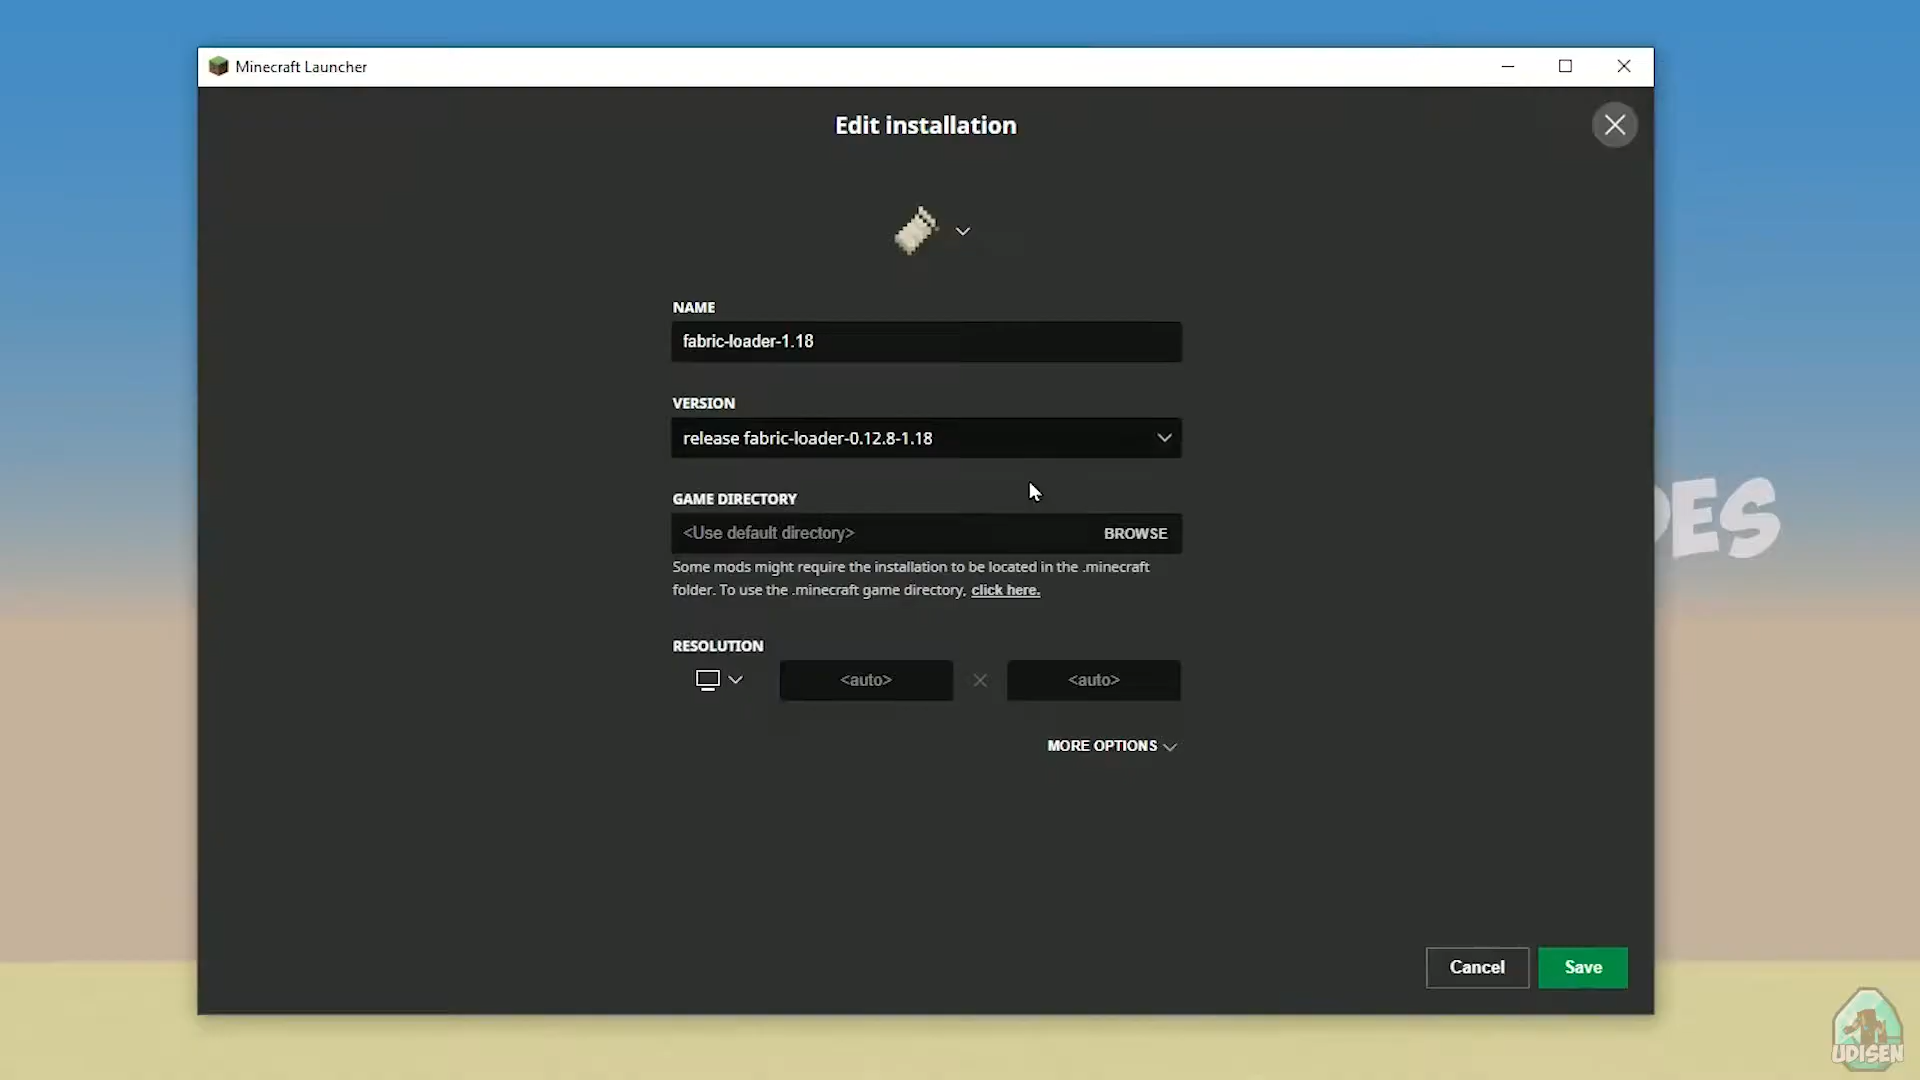 Minecraft Launcher
Edit installation
NAME
fabric-loader-1.18
VERSION
release fabric-loader-0.12.8-1.18
GAME DIRECTORY
<Use default directory> BROWSE
Some mods might require the installation to be located in the .minecraft
folder. To use the .minecraft game directory, click here.
RESOLUTION
<auto> <auto>
MORE OPTIONS
Cancel Save
UDISEN